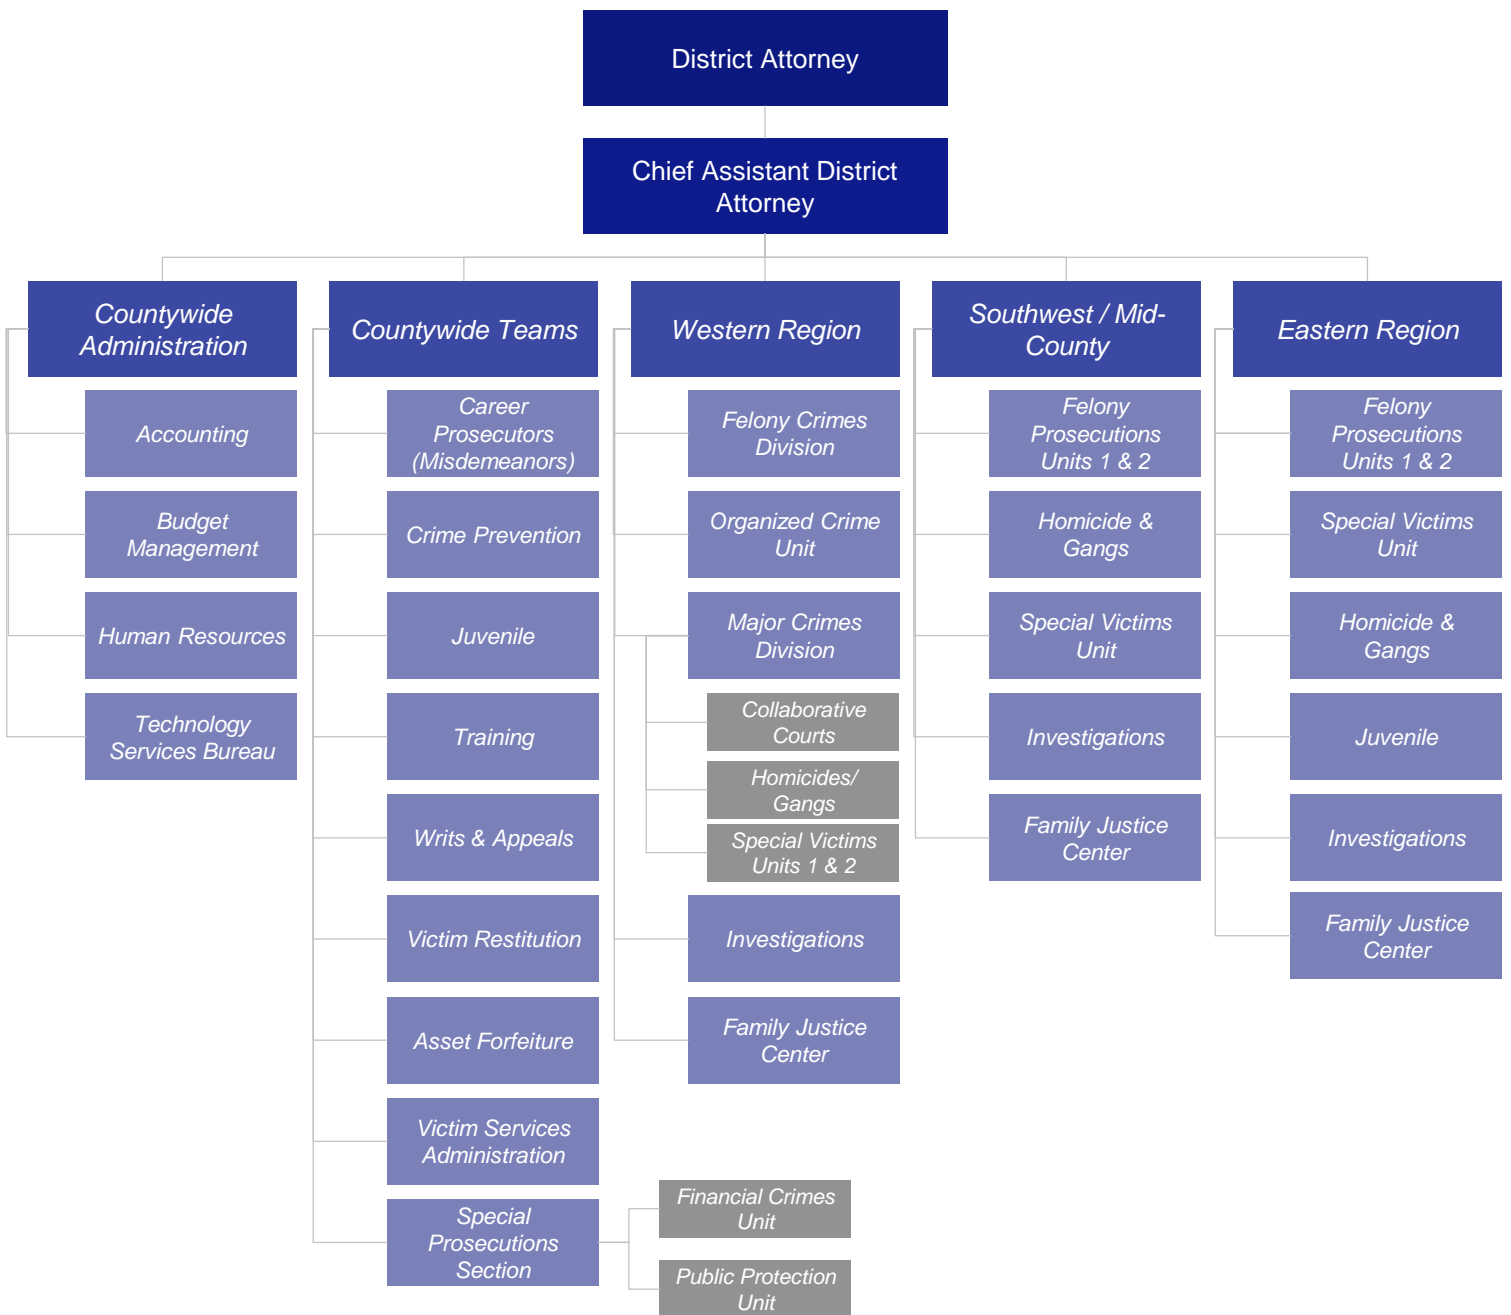 District Attorney
Chief Assistant District
Attorney
Countywide
Administration
Accounting
Budget
Management
Human Resources
Technology
Services Bureau
Countywide Teams
Career
Prosecutors
(Misdemeanors)
Crime Prevention
Juvenile
Training
Writs & Appeals
Victim Restitution
Asset Forfeiture
Victim Services
Administration
Special
Prosecutions
Section
Financial Crimes
Unit
Public Protection
Unit
Western Region
Felony Crimes
Division
Organized Crime
Unit
Major Crimes
Division
Collaborative
Courts
Homicides/
Gangs
Special Victims
Units 1 & 2
Investigations
Family Justice
Center
Southwest / Mid-
County
Felony
Prosecutions
Units 1 & 2
Homicide &
Gangs
Special Victims
Unit
Investigations
Family Justice
Center
Eastern Region
Felony
Prosecutions
Units 1 & 2
Special Victims
Unit
Homicide &
Gangs
Juvenile
Investigations
Family Justice
Center